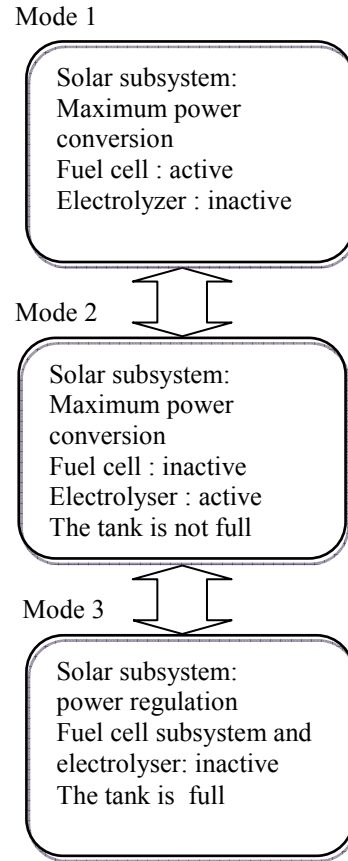 Mode 1
Solar subsystem:
Maximum power
conversion
Fuel cell : active
Electrolyzer : inactive
Mode 2
Solar subsystem:
Maximum power
conversion
Fuel cell : inactive
Electrolyser : active
The tank is not full
Mode 3
Solar subsystem:
power regulation
Fuel cell subsystem and
electrolyser: inactive
The tank is  full